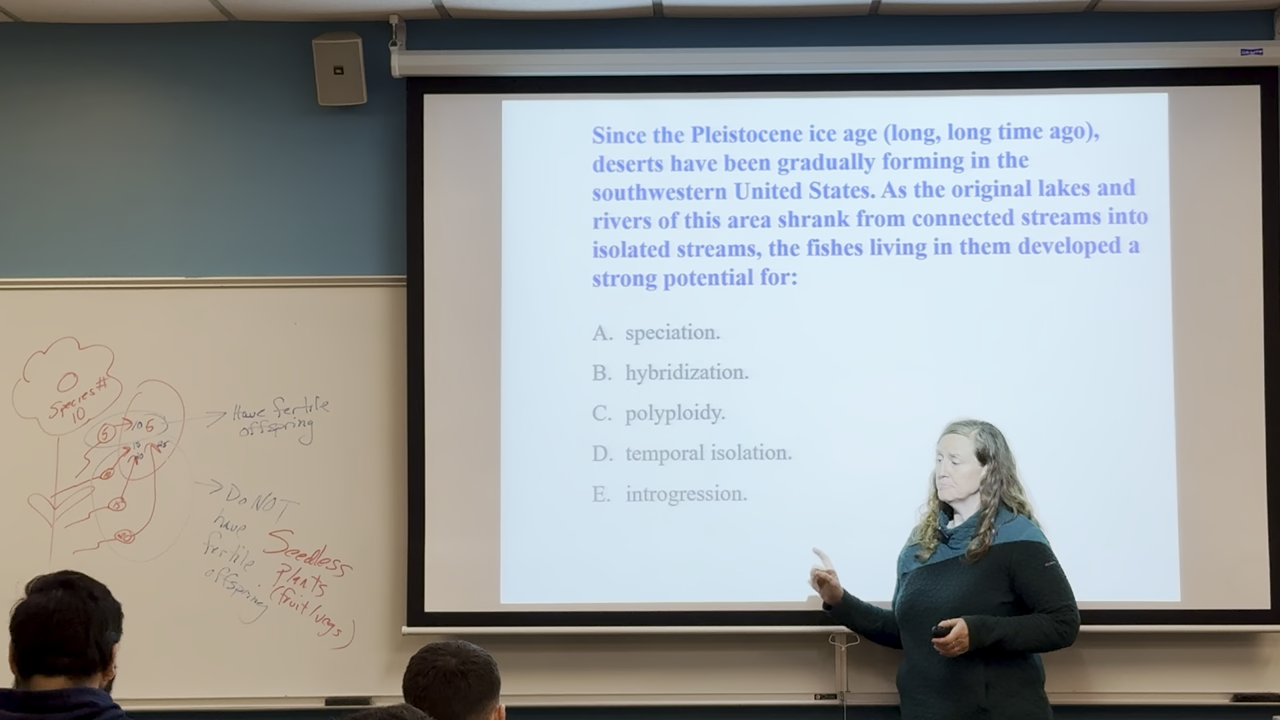 Since the Pleistocene ice age (long, long time ago),
deserts have been gradually forming in the
southwestern United States. As the original lakes and
rivers of this area shrank from connected streams into
isolated streams, the fishes living in them developed a
strong potential for:
A. speciation.
B. hybridization.
C. polyploidy.
D. temporal isolation.
E. introgression.
Species #
10
5
→ Have fertile
offspring
→ Do NOT
have
fertile
offspring
Seedless
Plants
(fruit/vegs)